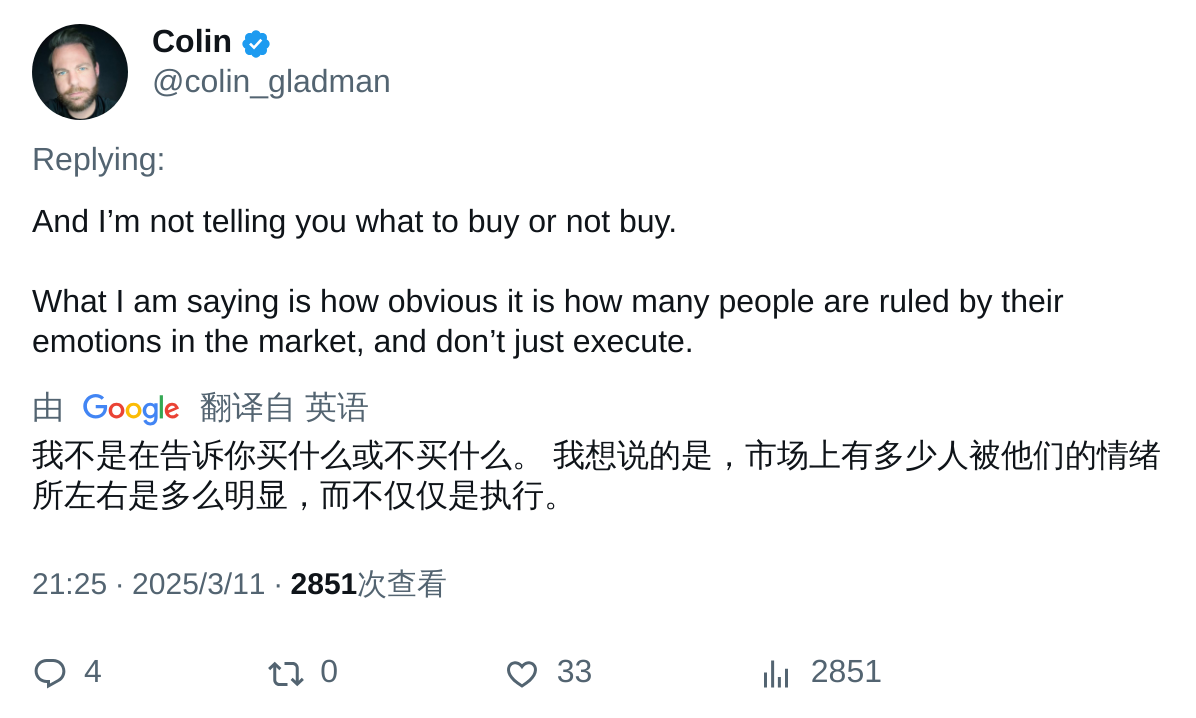 Colin
@colin_gladman
Replying:
And I’m not telling you what to buy or not buy.
What I am saying is how obvious it is how many people are ruled by their
emotions in the market, and don’t just execute.
由 Google 翻译自 英语
我不是在告诉你买什么或不买什么。 我想说的是，市场上有多少人被他们的情绪
所左右是多么明显，而不仅仅是执行。
21:25 · 2025/3/11 · 2851次查看
4 0 33 2851